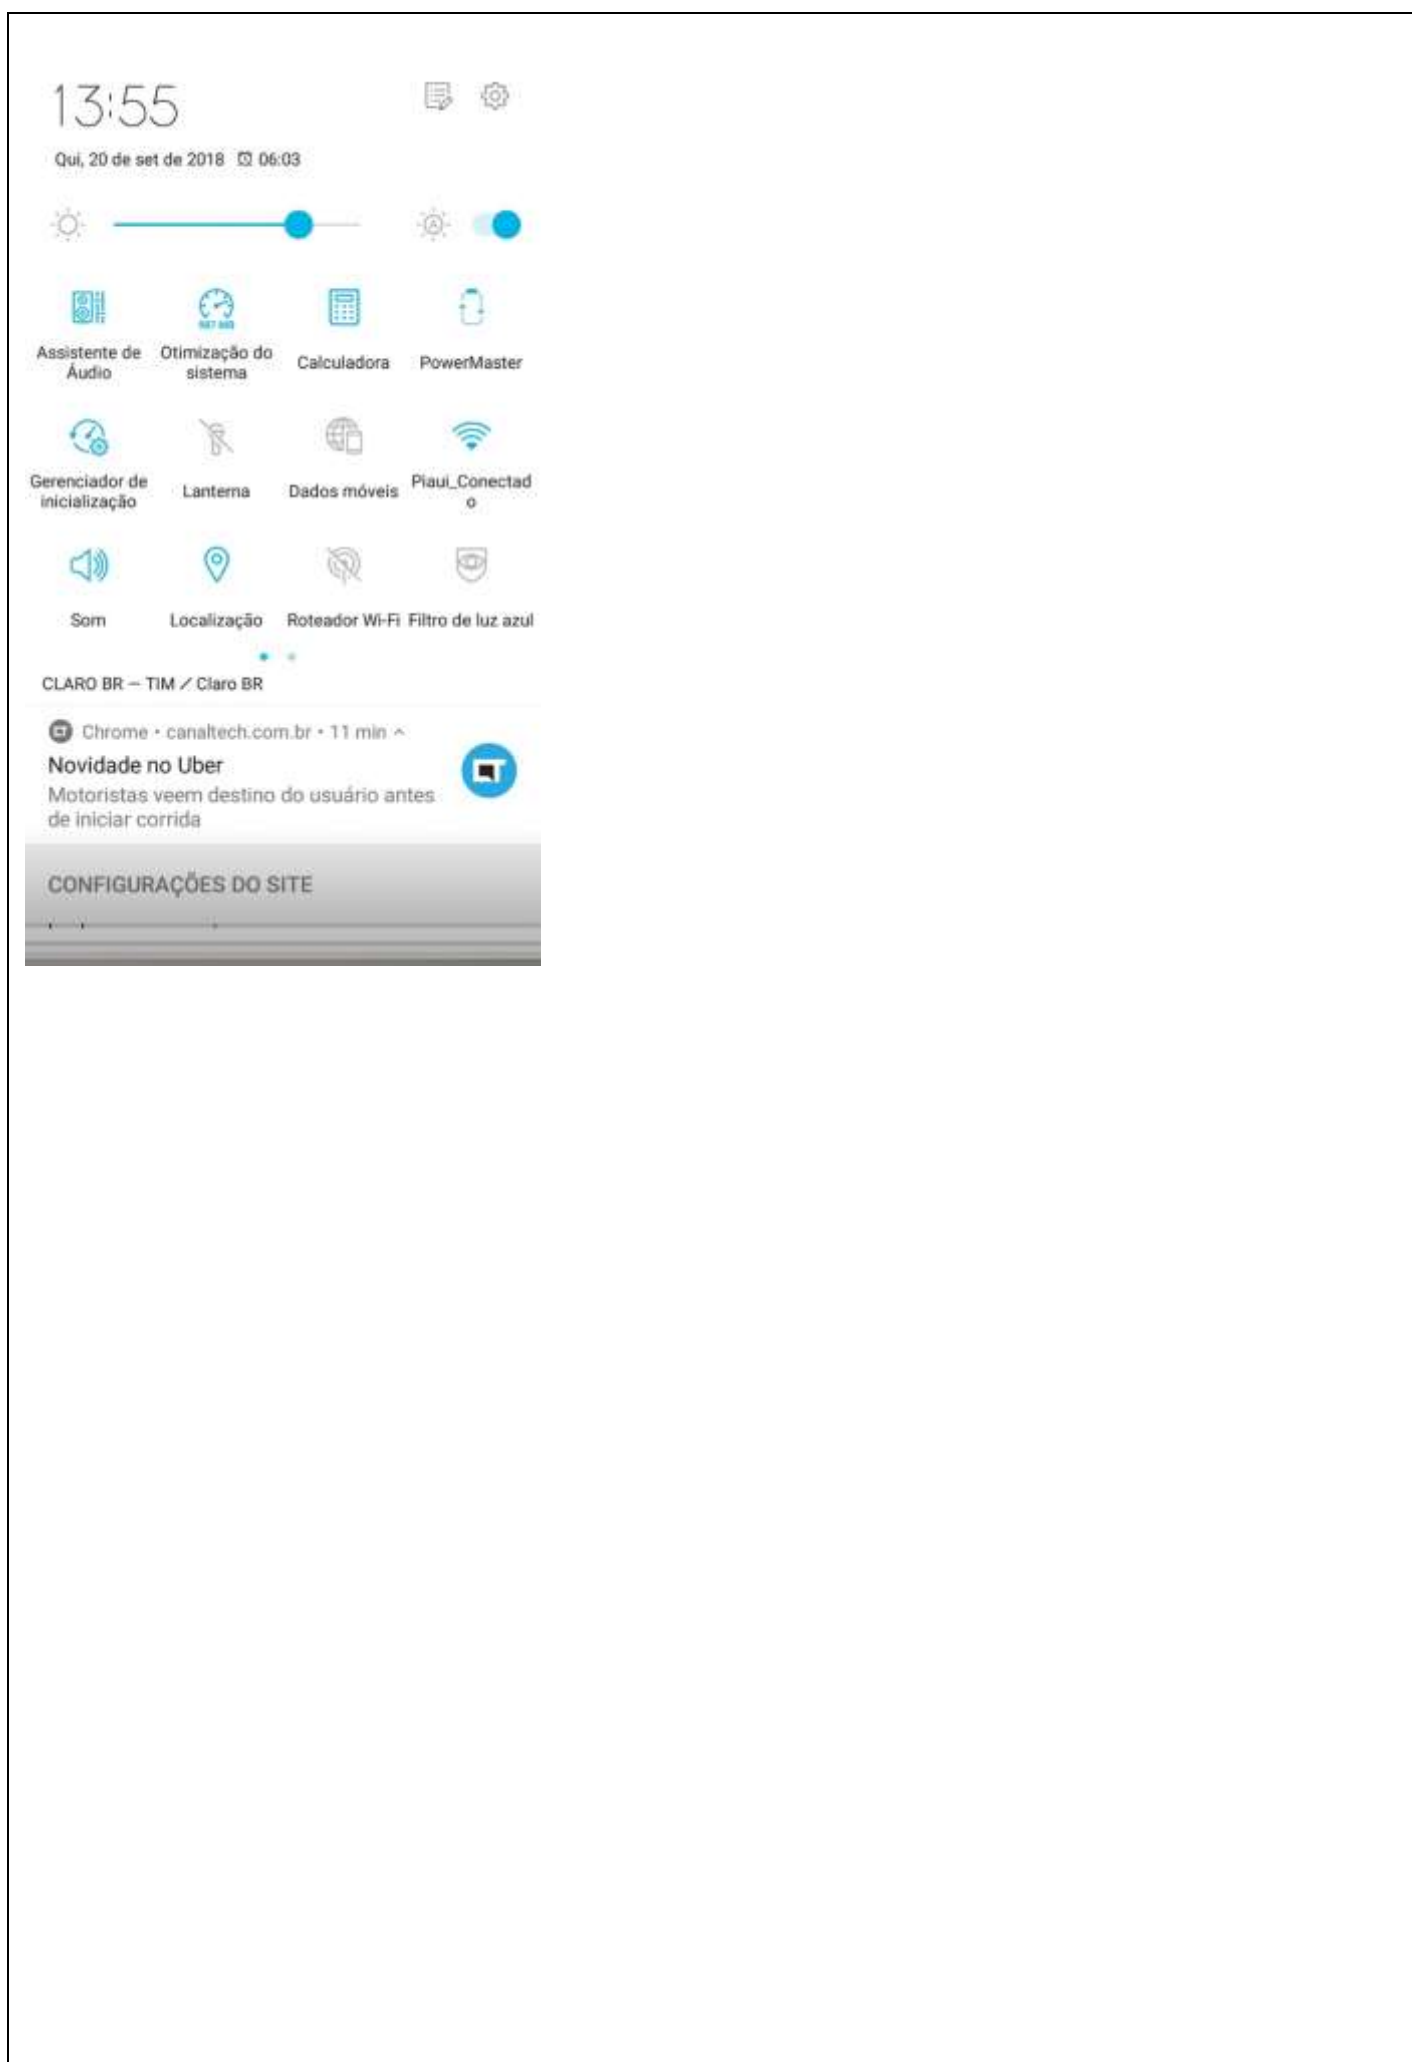 13:55
Qui, 20 de set de 2018 06:03
A
Assistente de Áudio
Otimização do sistema
Calculadora
PowerMaster
Gerenciador de inicialização
Lanterna
Dados móveis
Piaui_Conectad
o
Som
Localização
Roteador Wi-Fi
Filtro de luz azul
CLARO BR — TIM / Claro BR
Chrome • canaltech.com.br • 11 min
Novidade no Uber
Motoristas veem destino do usuário antes
de iniciar corrida
CONFIGURAÇÕES DO SITE